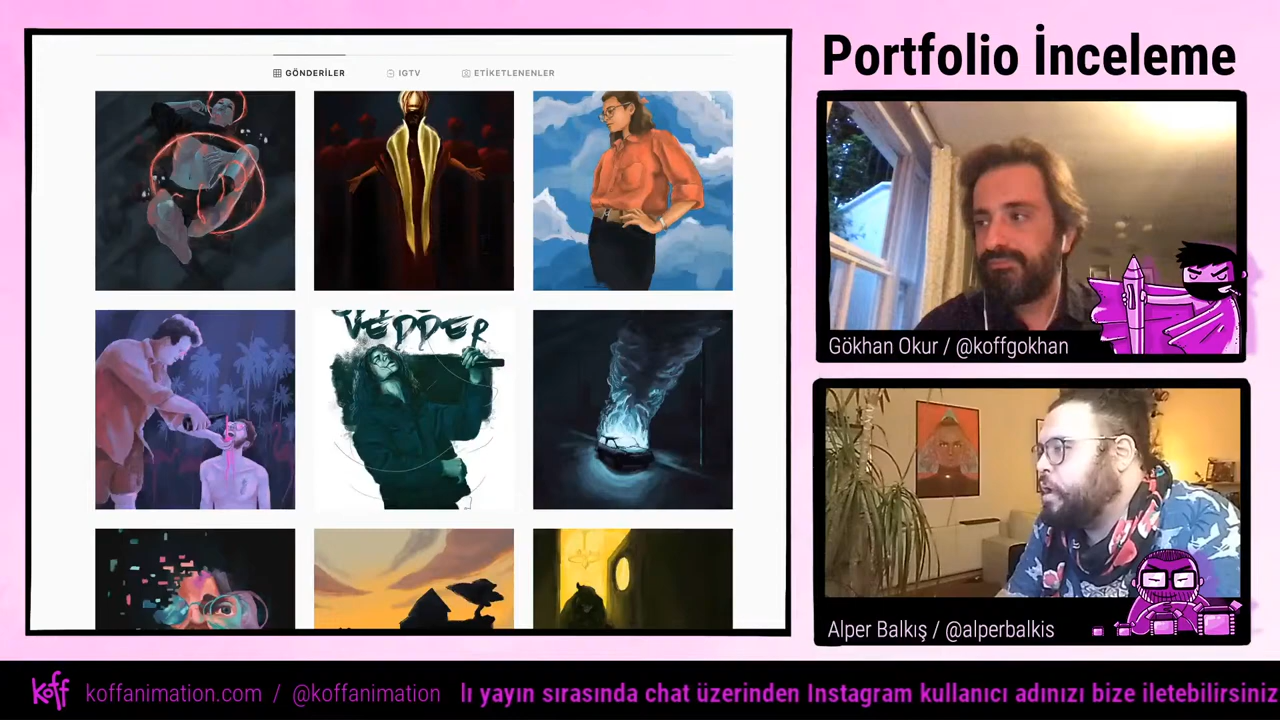 Portfolio İnceleme
GÖNDERİLER
IGTV
ETİKETLENENLER
VEDDER
Gökhan Okur / @koffgokhan
Alper Balkış / @alperbalkis
koff
koffanimation.com / @koffanimation
lı yayın sırasında chat üzerinden Instagram kullanıcı adınızı bize iletebilirsiniz